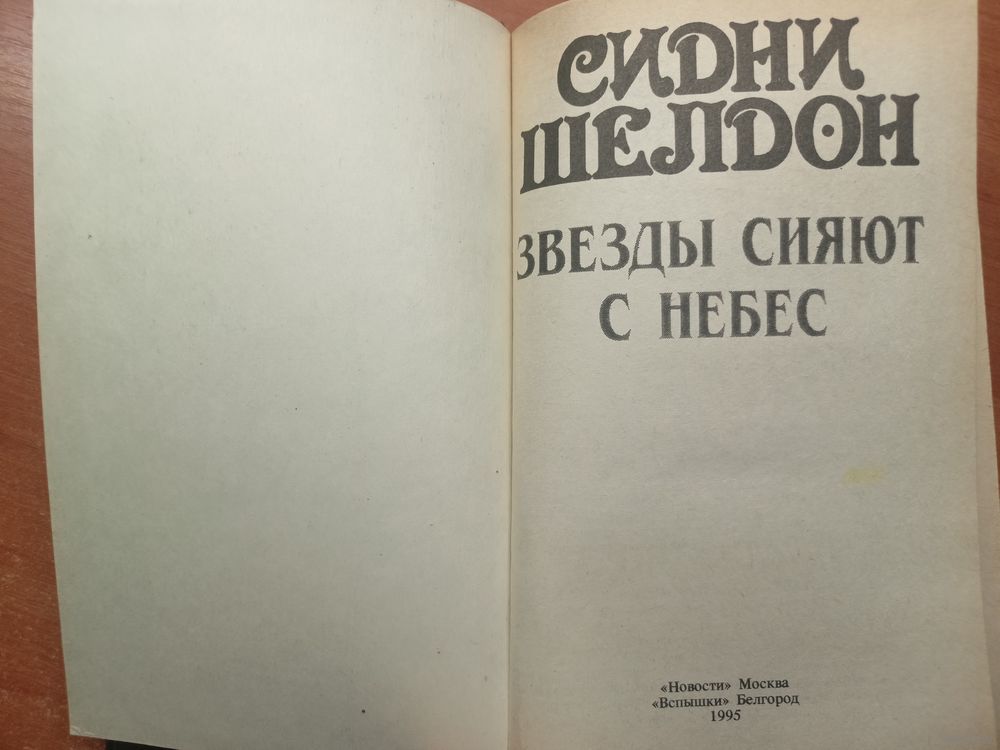 СИДНИ
ШЕЛДОН
ЗВЕЗДЫ СИЯЮТ
С НЕБЕС
«Новости» Москва
«Вспышки» Белгород
1995